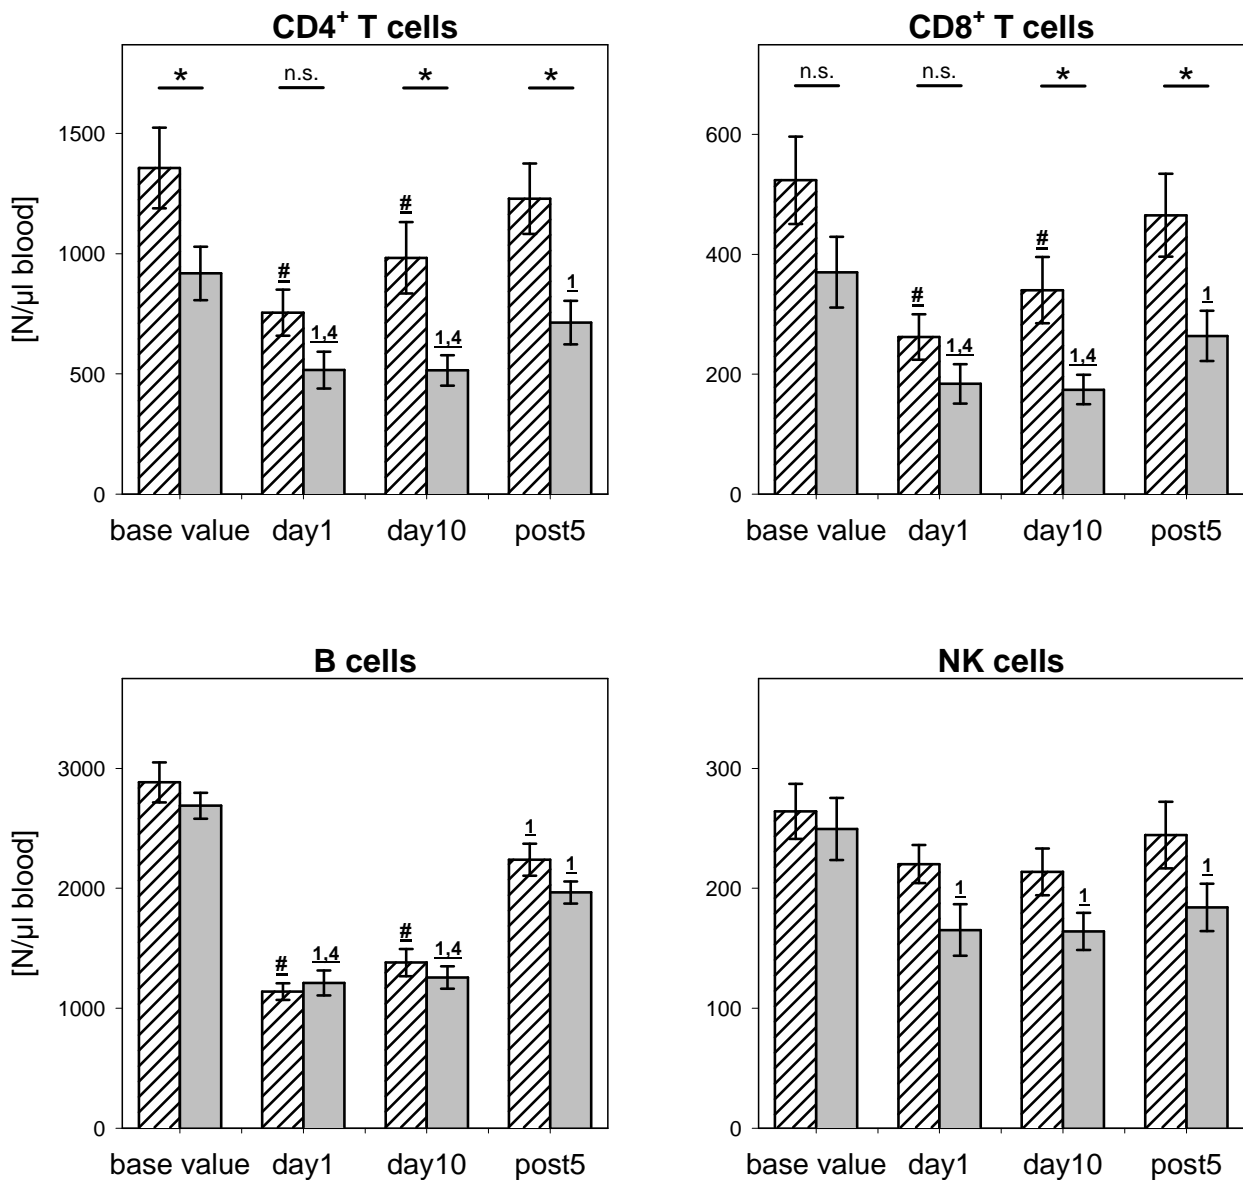 CD4⁺ T cells
* n.s. * *
1500
1000
500
0
[N/µl blood]
# 1,4 # 1,4 1
base value day1 day10 post5
CD8⁺ T cells
n.s. n.s. * *
600
400
200
0
# 1,4 # 1,4 1
base value day1 day10 post5
B cells
3000
2000
1000
0
[N/µl blood]
# 1,4 # 1,4 1 1
base value day1 day10 post5
NK cells
300
200
100
0
1 1 1
base value day1 day10 post5